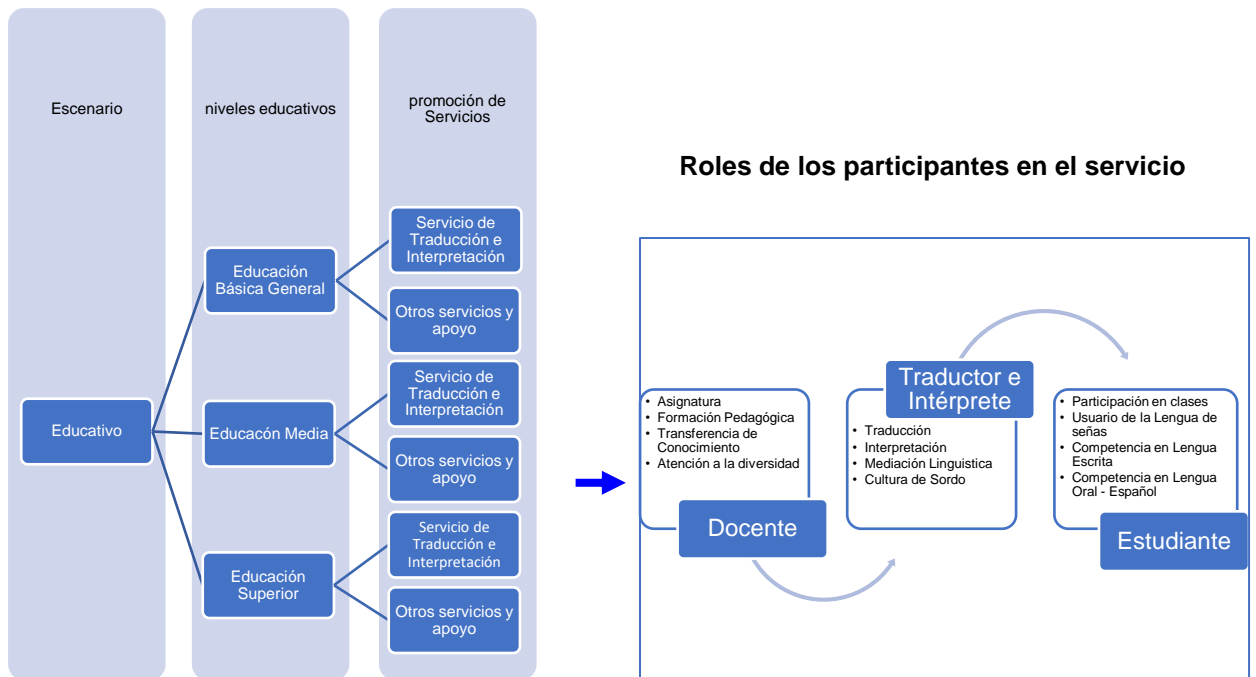 Escenario
niveles educativos
promoción de
Servicios
Educativo
Educación
Básica General
Servicio de
Traducción e
Interpretación
Otros servicios y
apoyo
Educacón Media
Servicio de
Traducción e
Interpretación
Otros servicios y
apoyo
Educación
Superior
Servicio de
Traducción e
Interpretación
Otros servicios y
apoyo
Roles de los participantes en el servicio
• Asignatura
• Formación Pedagógica
• Transferencia de
Conocimiento
• Atención a la diversidad
Docente
Traductor e
Intérprete
• Traducción
• Interpretación
• Mediación Linguistica
• Cultura de Sordo
• Participación en clases
• Usuario de la Lengua de
señas
• Competencia en Lengua
Escrita
• Competencia en Lengua
Oral - Español
Estudiante